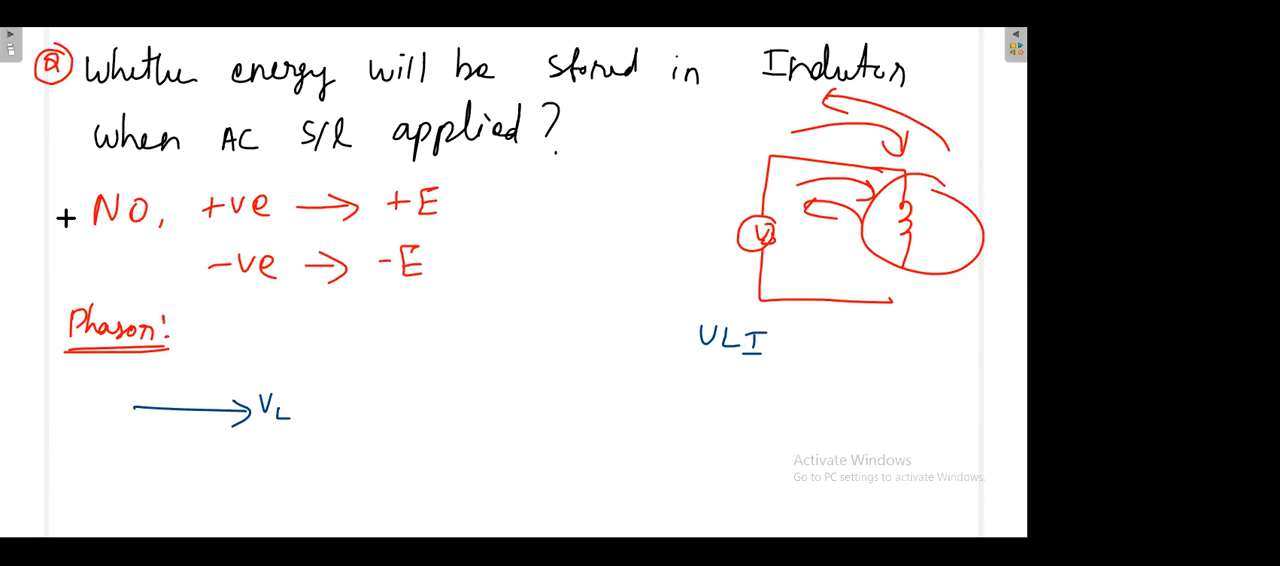 Q Whether energy will be stored in Inductor
when AC S/l applied?
+ NO, +ve → +E
-ve → -E
Phason:
V
VLI
→ VL
Activate Windows
Go to PC settings to activate Windows.